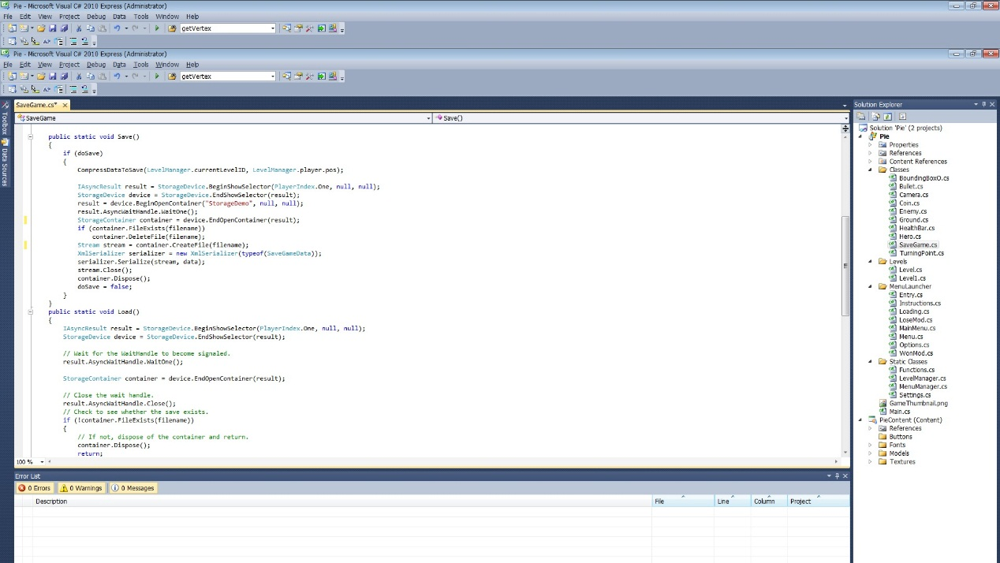 Pie - Microsoft Visual C# 2010 Express (Administrator)
File Edit View Project Debug Data Tools Window Help
getVertex
Pie - Microsoft Visual C# 2010 Express (Administrator)
File Edit View Project Debug Data Tools Window Help
getVertex
SaveGame.cs*
SaveGame
Save()
Toolbox
Data Sources
public static void Save()
{
if (doSave)
{
CompressDataToSave(LevelManager.currentLevelID, LevelManager.player.pos);
IAsyncResult result = StorageDevice.BeginShowSelector(PlayerIndex.One, null, null);
StorageDevice device = StorageDevice.EndShowSelector(result);
result = device.BeginOpenContainer("StorageDemo", null, null);
result.AsyncWaitHandle.WaitOne();
StorageContainer container = device.EndOpenContainer(result);
if (container.FileExists(filename))
container.DeleteFile(filename);
Stream stream = container.CreateFile(filename);
XmlSerializer serializer = new XmlSerializer(typeof(SaveGameData));
serializer.Serialize(stream, data);
stream.Close();
container.Dispose();
doSave = false;
}
}
public static void Load()
{
IAsyncResult result = StorageDevice.BeginShowSelector(PlayerIndex.One, null, null);
StorageDevice device = StorageDevice.EndShowSelector(result);
// Wait for the WaitHandle to become signaled.
result.AsyncWaitHandle.WaitOne();
StorageContainer container = device.EndOpenContainer(result);
// Close the wait handle.
result.AsyncWaitHandle.Close();
// Check to see whether the save exists.
if (!container.FileExists(filename))
{
// If not, dispose of the container and return.
container.Dispose();
return;
100 %
Solution Explorer
Solution 'Pie' (2 projects)
Pie
Properties
References
Content References
Classes
BoundingBoxO.cs
Bullet.cs
Camera.cs
Coin.cs
Enemy.cs
Ground.cs
HealthBar.cs
Hero.cs
SaveGame.cs
TurningPoint.cs
Levels
Level.cs
Level1.cs
MenuLauncher
Entry.cs
Instructions.cs
Loading.cs
LoseMod.cs
MainMenu.cs
Menu.cs
Options.cs
WonMod.cs
Static Classes
Functions.cs
LevelManager.cs
MenuManager.cs
Settings.cs
GameThumbnail.png
Main.cs
PieContent (Content)
References
Buttons
Fonts
Models
Textures
Error List
0 Errors 0 Warnings 0 Messages
Description File Line Column Project